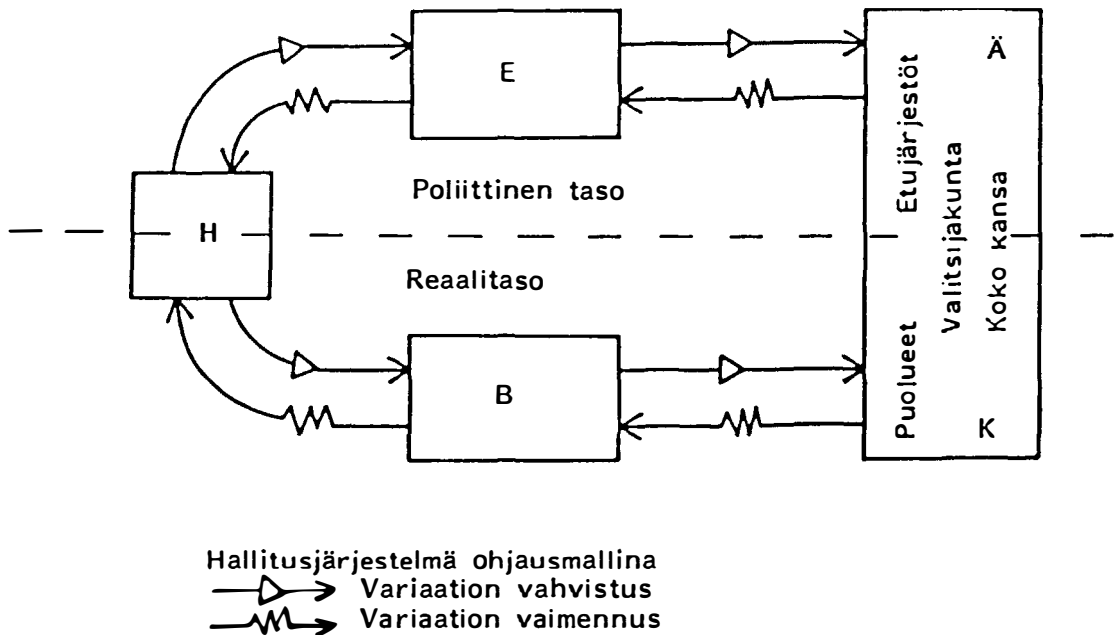 E
Ä
Etujärjestöt
Valitsijakunta
Koko kansa
Poliittinen taso
H
Reaalitaso
B
Puolueet
K
Hallitusjärjestelmä ohjausmallina
Variaation vahvistus
Variaation vaimennus